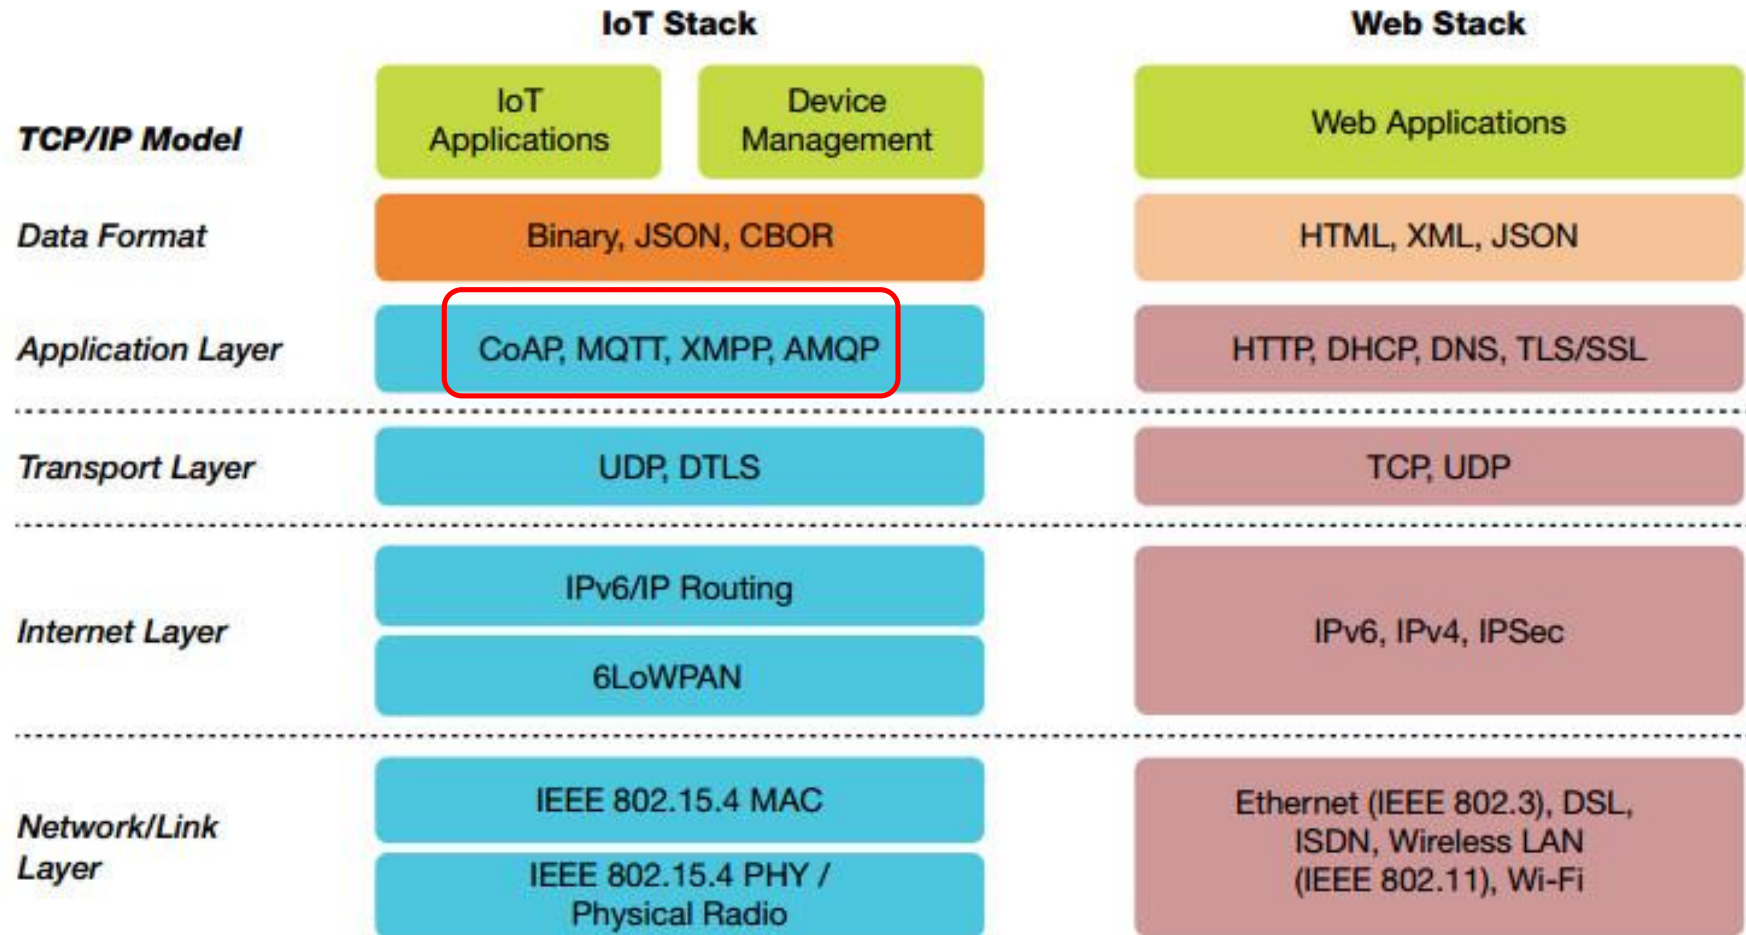 IoT Stack
Web Stack
TCP/IP Model
IoT
Applications
Device
Management
Web Applications
Data Format
Binary, JSON, CBOR
HTML, XML, JSON
Application Layer
CoAP, MQTT, XMPP, AMQP
HTTP, DHCP, DNS, TLS/SSL
Transport Layer
UDP, DTLS
TCP, UDP
Internet Layer
IPv6/IP Routing
6LoWPAN
IPv6, IPv4, IPSec
Network/Link
Layer
IEEE 802.15.4 MAC
IEEE 802.15.4 PHY /
Physical Radio
Ethernet (IEEE 802.3), DSL,
ISDN, Wireless LAN
(IEEE 802.11), Wi-Fi